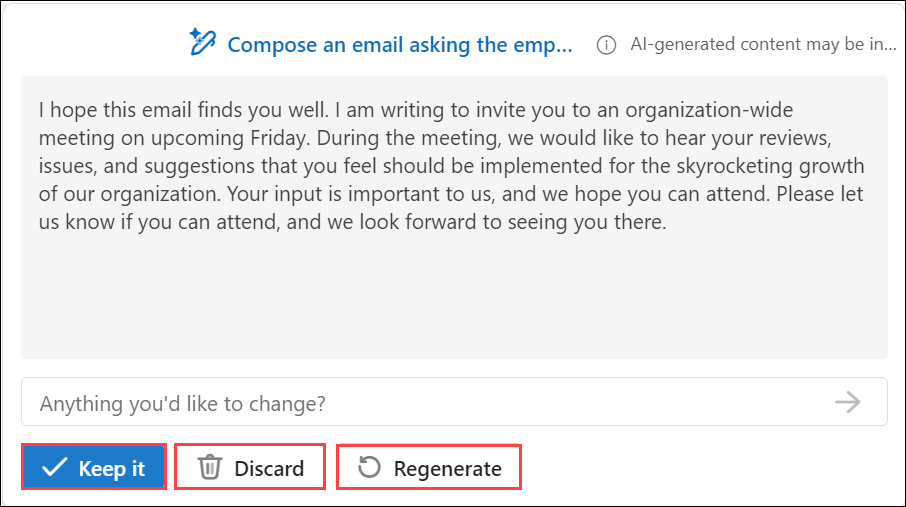 Compose an email asking the emp...
AI-generated content may be in...
I hope this email finds you well. I am writing to invite you to an organization-wide
meeting on upcoming Friday. During the meeting, we would like to hear your reviews,
issues, and suggestions that you feel should be implemented for the skyrocketing growth
of our organization. Your input is important to us, and we hope you can attend. Please let
us know if you can attend, and we look forward to seeing you there.
Anything you'd like to change?
Keep it
Discard
Regenerate